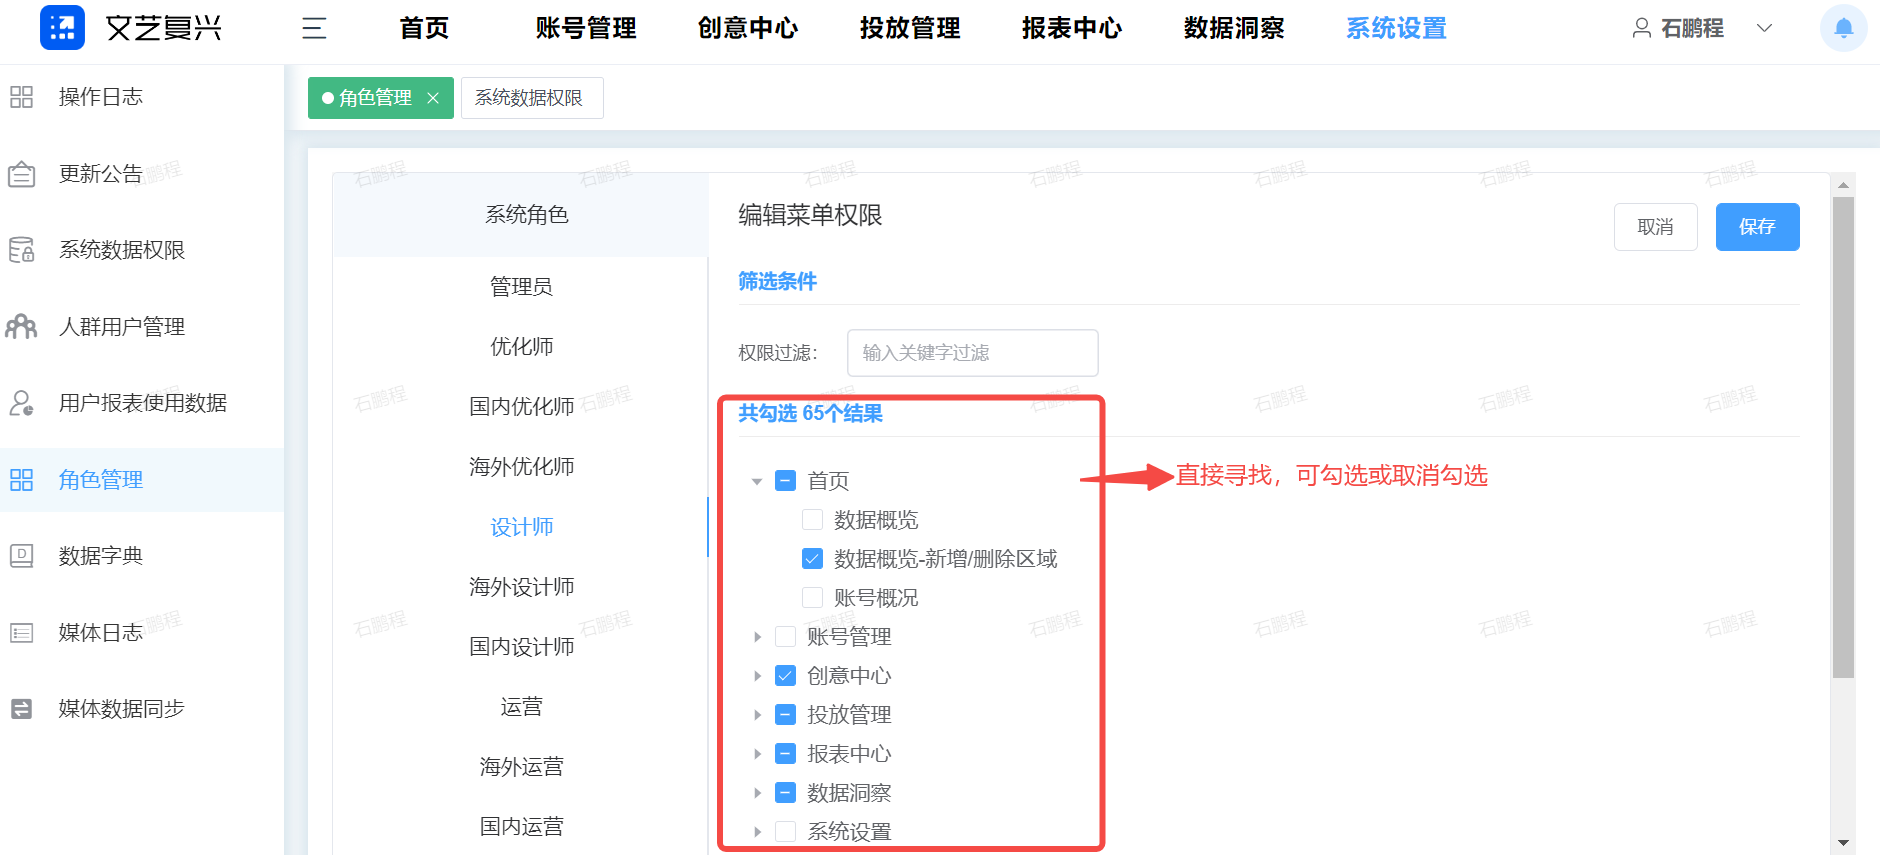 文艺复兴
首页 账号管理 创意中心 投放管理 报表中心 数据洞察 系统设置
石鹏程
操作日志
更新公告
系统数据权限
人群用户管理
用户报表使用数据
角色管理
数据字典
媒体日志
媒体数据同步
角色管理
系统数据权限
系统角色
管理员
优化师
国内优化师
海外优化师
设计师
海外设计师
国内设计师
运营
海外运营
国内运营
编辑菜单权限
取消
保存
筛选条件
权限过滤:
输入关键字过滤
共勾选 65个结果
首页
数据概览
数据概览-新增/删除区域
账号概况
账号管理
创意中心
投放管理
报表中心
数据洞察
系统设置
直接寻找，可勾选或取消勾选
石鹏程